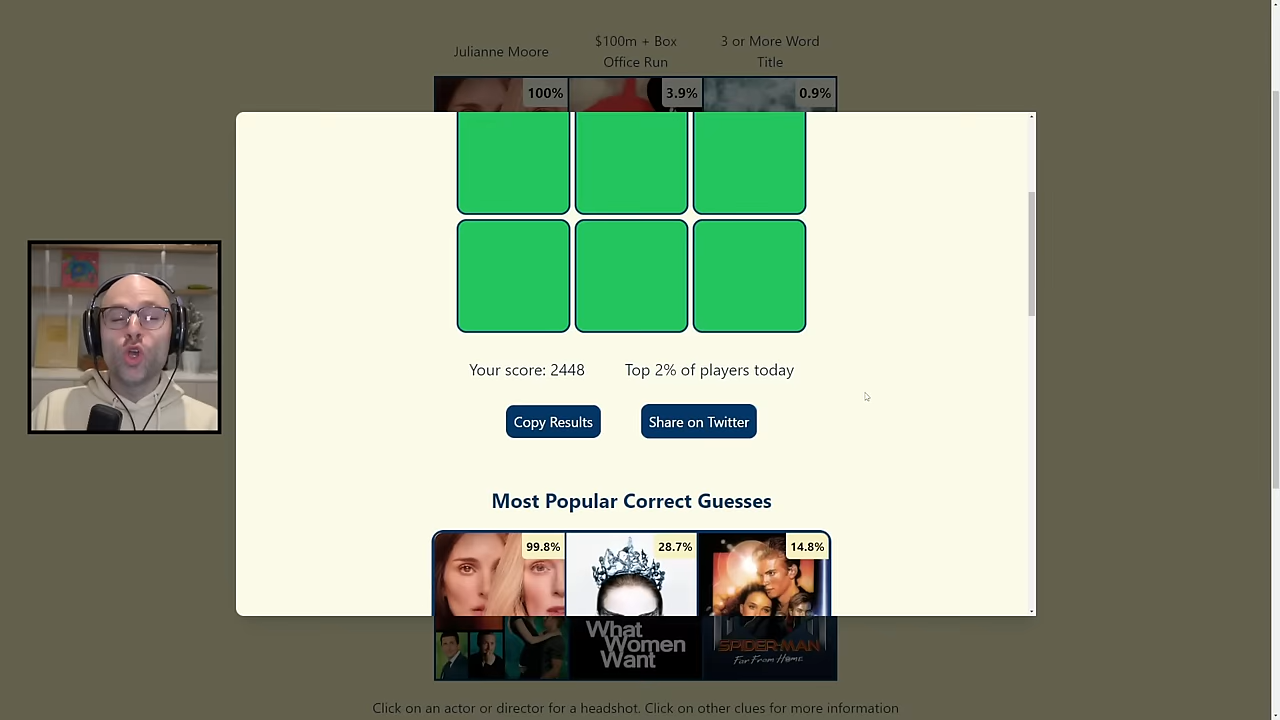 Julianne Moore
$100m + Box
Office Run
3 or More Word
Title
100%
3.9%
0.9%
Your score: 2448
Top 2% of players today
Copy Results
Share on Twitter
Most Popular Correct Guesses
99.8%
28.7%
14.8%
What
Women
Want
SPIDER-MAN
Far From Home
Click on an actor or director for a headshot. Click on other clues for more information